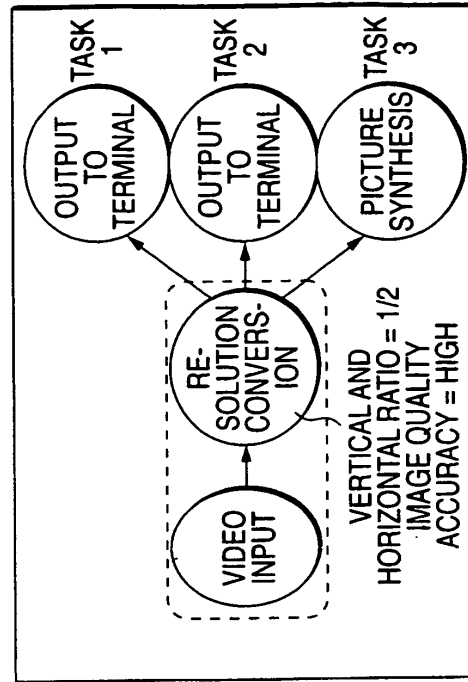 VIDEO
INPUT
RE-
SOLUTION
CONVERS-
ION
VERTICAL AND
HORIZONTAL RATIO = 1/2
IMAGE QUALITY
ACCURACY = HIGH
OUTPUT
TO
TERMINAL
TASK
1
OUTPUT
TO
TERMINAL
TASK
2
PICTURE
SYNTHESIS
TASK
3